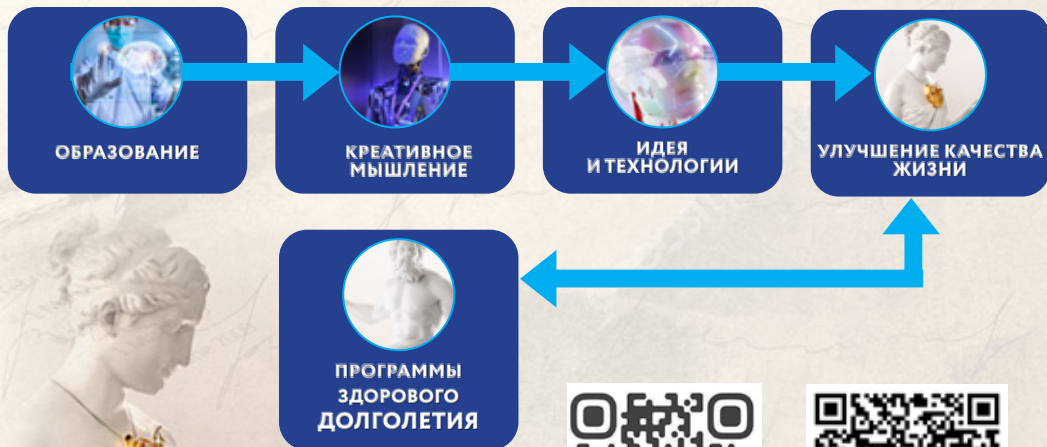 ОБРАЗОВАНИЕ
КРЕАТИВНОЕ
МЫШЛЕНИЕ
ИДЕЯ
И ТЕХНОЛОГИИ
УЛУЧШЕНИЕ КАЧЕСТВА
ЖИЗНИ
ПРОГРАММЫ
ЗДОРОВОГО
ДОЛГОЛЕТИЯ